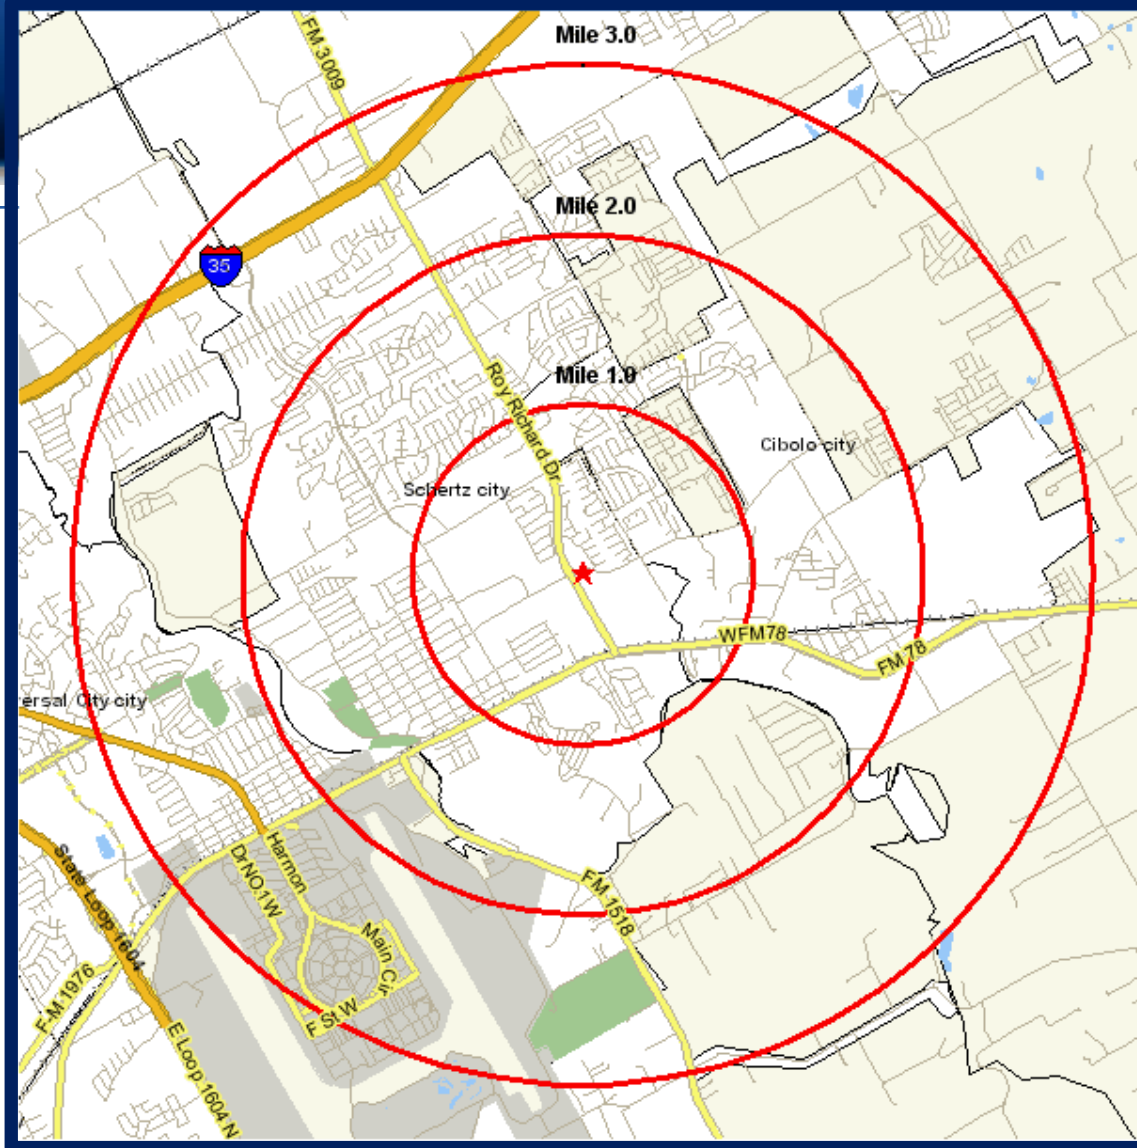 Mile 3.0
FM 3009
Mile 2.0
35
Mile 1.0
Roy Richard Dr
Cibolo city
Schertz city
WFM78
FM 78
ersal City city
Harmon
Dr NO.1W
State Loop 1604
FM 1518
Main Cir
F-M-1976
F St W
E Loop 1604 N